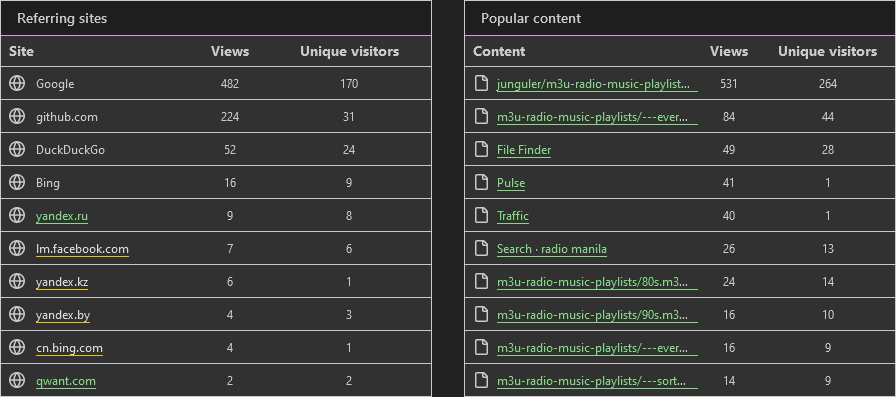 Referring sites
Site Views Unique visitors
Google 482 170
github.com 224 31
DuckDuckGo 52 24
Bing 16 9
yandex.ru 9 8
lm.facebook.com 7 6
yandex.kz 6 1
yandex.by 4 3
cn.bing.com 4 1
qwant.com 2 2
Popular content
Content Views Unique visitors
junguler/m3u-radio-music-playlist... 531 264
m3u-radio-music-playlists/---ever... 84 44
File Finder 49 28
Pulse 41 1
Traffic 40 1
Search · radio manila 26 13
m3u-radio-music-playlists/80s.m3... 24 14
m3u-radio-music-playlists/90s.m3... 16 10
m3u-radio-music-playlists/---ever... 16 9
m3u-radio-music-playlists/---sort... 14 9